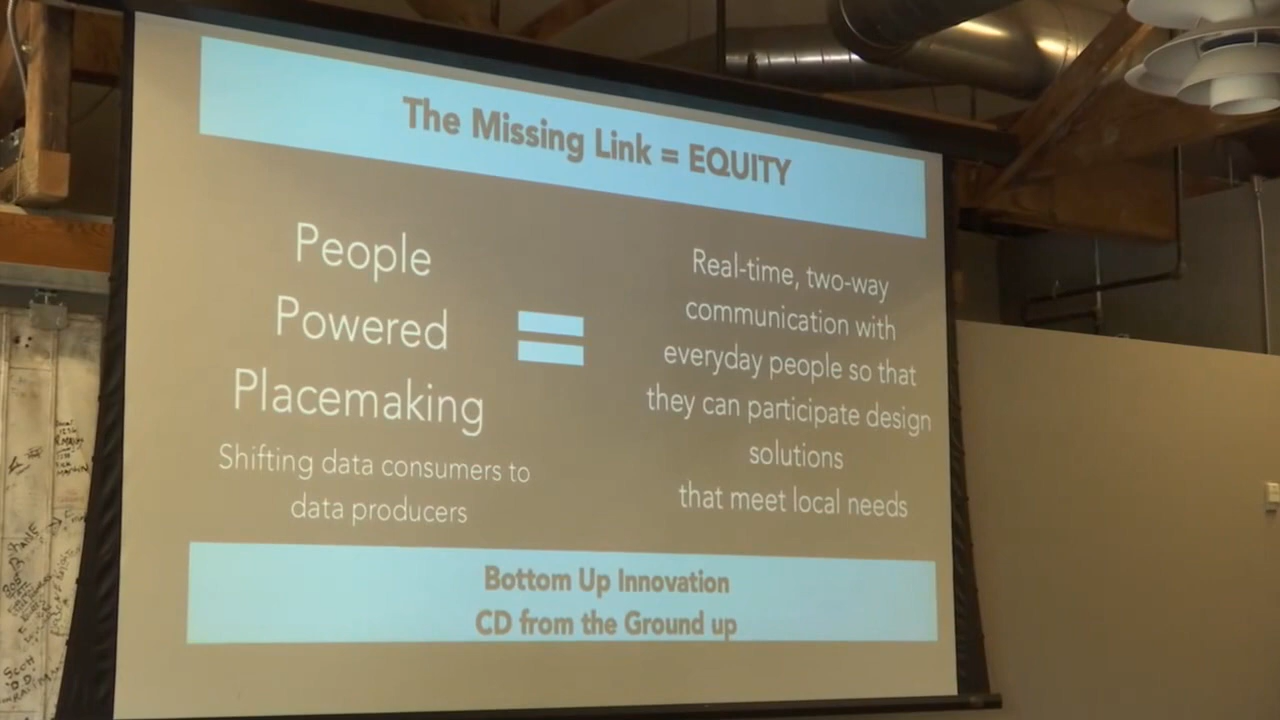 The Missing Link = EQUITY
People
Powered
Placemaking
Shifting data consumers to
data producers
=
Real-time, two-way
communication with
everyday people so that
they can participate design
solutions
that meet local needs
Bottom Up Innovation
CD from the Ground up